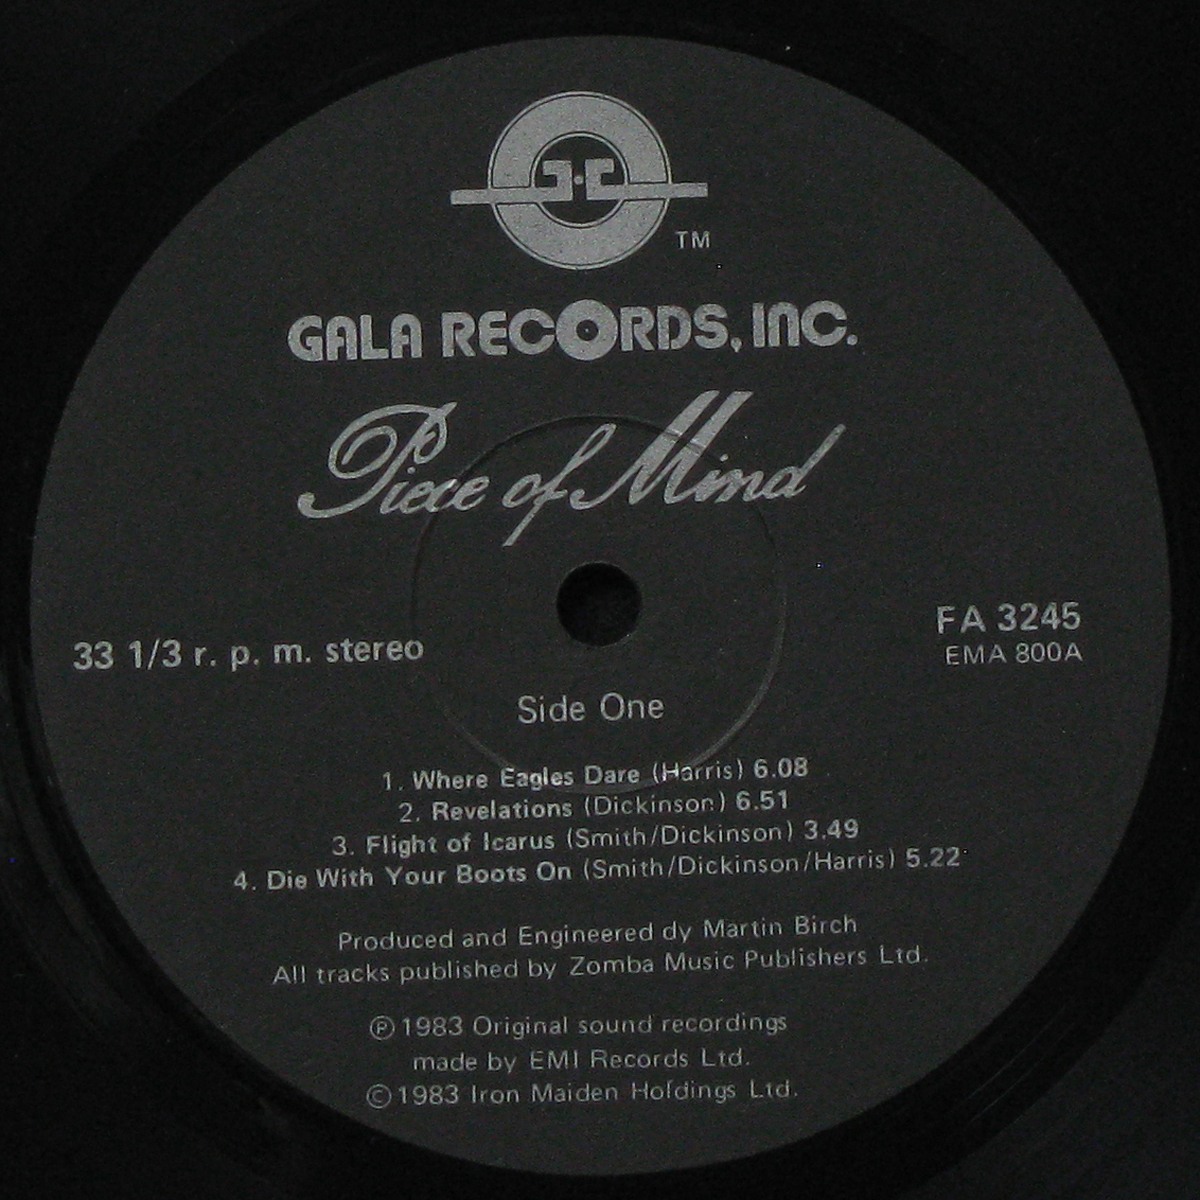 TM
GALA RECORDS, INC.
Piece of Mind
33 1/3 r. p. m. stereo
FA 3245
EMA 800A
Side One
1. Where Eagles Dare (Harris) 6.08
2. Revelations (Dickinson) 6.51
3. Flight of Icarus (Smith/Dickinson) 3.49
4. Die With Your Boots On (Smith/Dickinson/Harris) 5.22
Produced and Engineered dy Martin Birch
All tracks published by Zomba Music Publishers Ltd.
Ⓟ 1983 Original sound recordings
made by EMI Records Ltd.
© 1983 Iron Maiden Holdings Ltd.